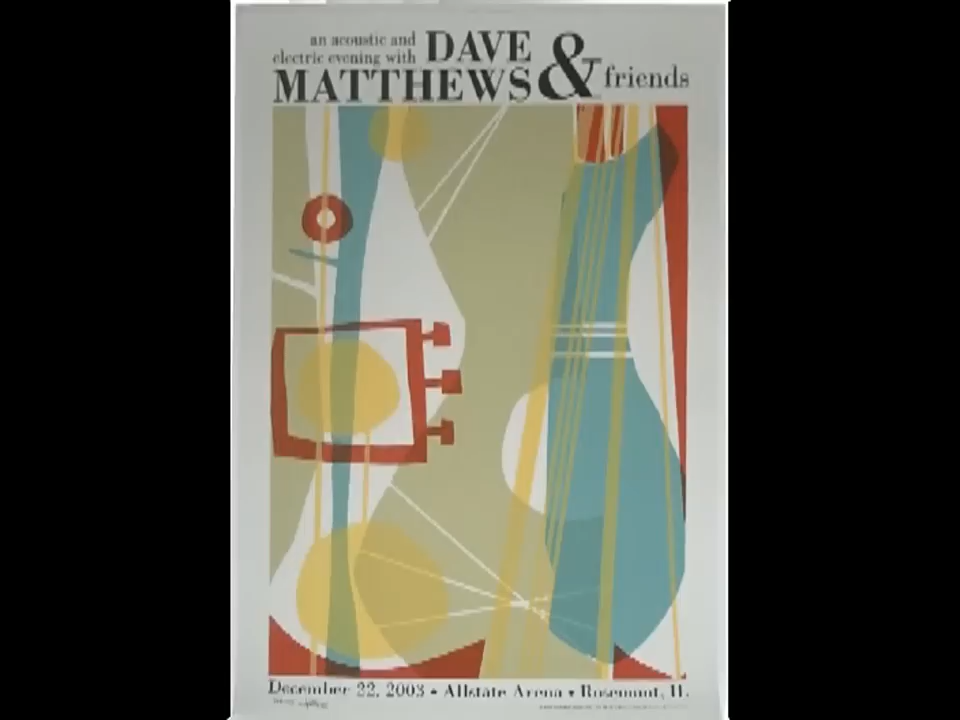 an acoustic and
electric evening with DAVE
MATTHEWS & friends
December 22, 2003 • Allstate Arena • Rosemont, IL